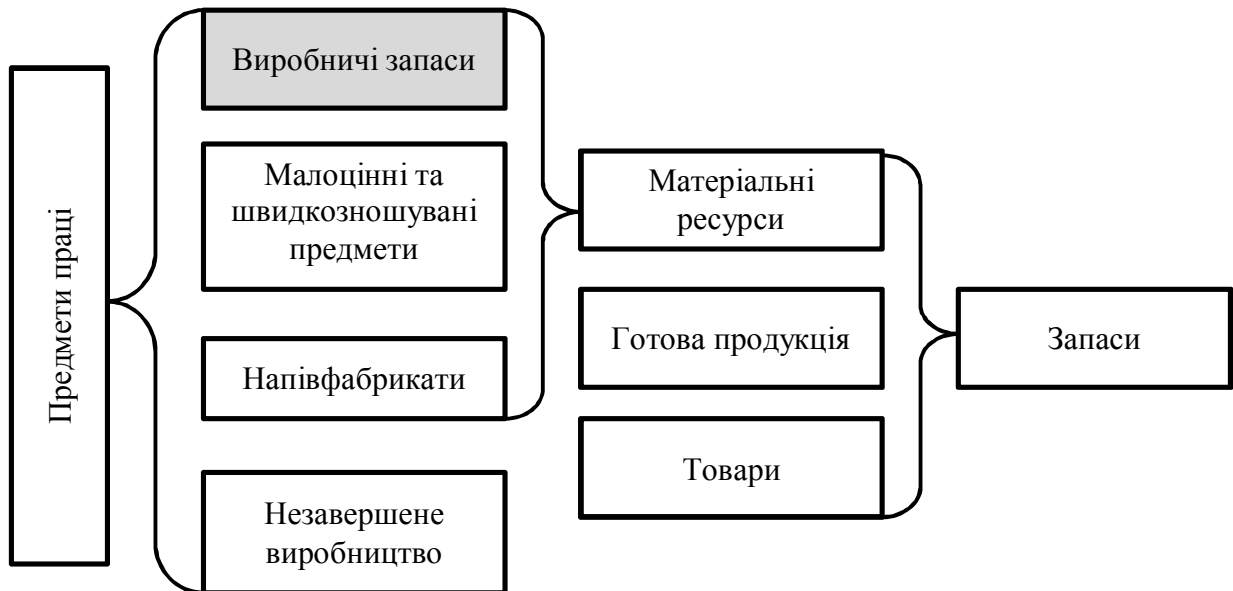 Предмети праці
Виробничі запаси
Малоцінні та
швидкозношувані
предмети
Напівфабрикати
Незавершене
виробництво
Матеріальні
ресурси
Готова продукція
Товари
Запаси